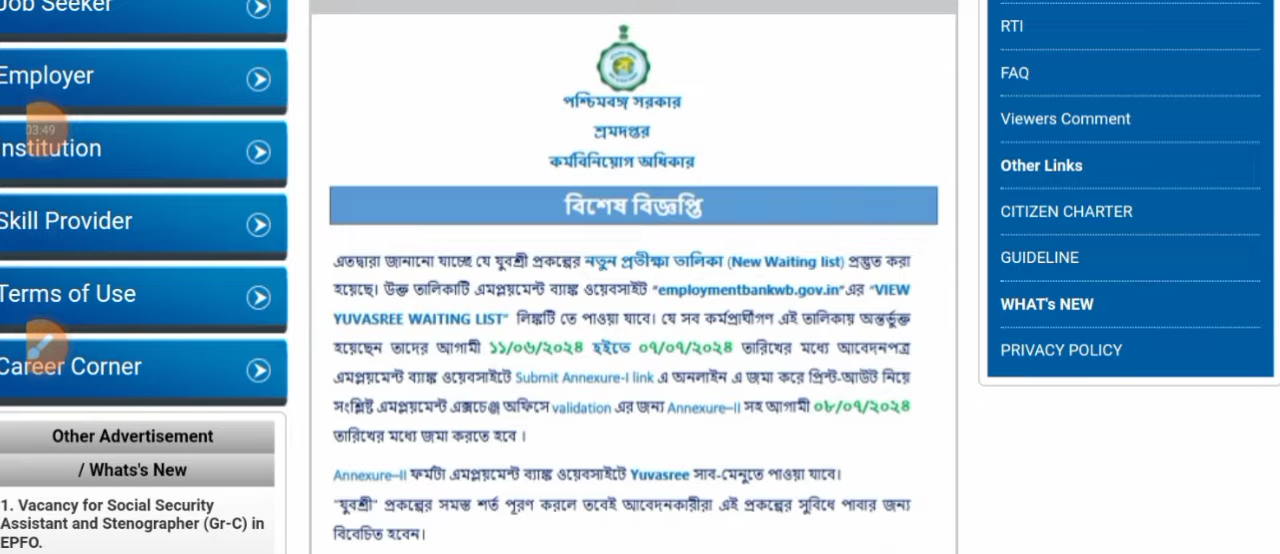 Job Seeker
Employer
03:49
Institution
Skill Provider
Terms of Use
Career Corner
Other Advertisement
/ Whats's New
1. Vacancy for Social Security
Assistant and Stenographer (Gr-C) in
EPFO.
পশ্চিমবঙ্গ সরকার
শ্রমদপ্তর
কর্মবিনিয়োগ অধিকার
বিশেষ বিজ্ঞপ্তি
এতদ্বারা জানানো যাচ্ছে যে যুবশ্রী প্রকল্পের নতুন প্রতীক্ষা তালিকা (New Waiting list) প্রস্তুত করা
হয়েছে। উক্ত তালিকাটি এমপ্লয়মেন্ট ব্যাঙ্ক ওয়েবসাইট "employmentbankwb.gov.in"এর "VIEW
YUVASREE WAITING LIST" লিঙ্কটি তে পাওয়া যাবে। যে সব কর্মপ্রার্থীগণ এই তালিকায় অন্তর্ভুক্ত
হয়েছেন তাদের আগামী ১১/০৬/২০২৪ হইতে ০৭/০৭/২০২৪ তারিখের মধ্যে আবেদনপত্র
এমপ্লয়মেন্ট ব্যাঙ্ক ওয়েবসাইটে Submit Annexure-I link এ অনলাইন এ জমা করে প্রিন্ট-আউট নিয়ে
সংশ্লিষ্ট এমপ্লয়মেন্ট এক্সচেঞ্জ অফিসে validation এর জন্য Annexure–II সহ আগামী ০৮/০৭/২০২৪
তারিখের মধ্যে জমা করতে হবে ।
Annexure–II ফর্মটা এমপ্লয়মেন্ট ব্যাঙ্ক ওয়েবসাইটে Yuvasree সাব-মেনুতে পাওয়া যাবে।
"যুবশ্রী" প্রকল্পের সমস্ত শর্ত পূরণ করলে তবেই আবেদনকারীরা এই প্রকল্পের সুবিধে পাবার জন্য
বিবেচিত হবেন।
RTI
FAQ
Viewers Comment
Other Links
CITIZEN CHARTER
GUIDELINE
WHAT's NEW
PRIVACY POLICY